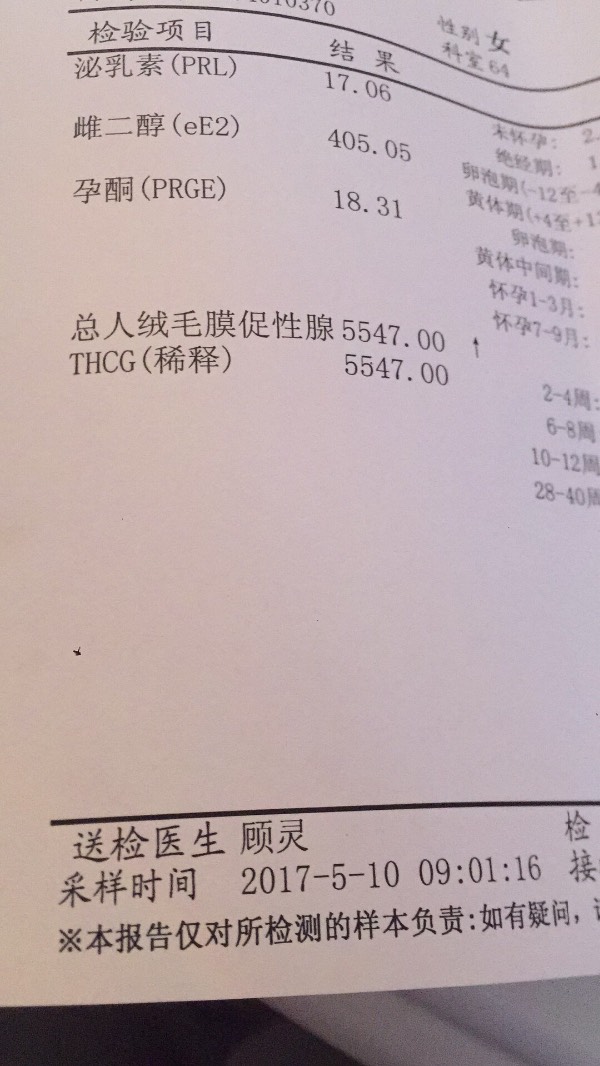 性别 女
检验项目
结 果
科室 64
泌乳素(PRL) 17.06
未怀孕: 2.
绝经期: 1
雌二醇(eE2) 405.05
卵泡期(-12至-4
黄体期(+4至+1
孕酮(PRGE) 18.31
卵泡期:
黄体中间期:
怀孕1-3月:
怀孕7-9月:
总人绒毛膜促性腺 5547.00 ↑
THCG(稀释) 5547.00
2-4周:
6-8周
10-12周
28-40周
送检医生 顾灵 检
采样时间 2017-5-10 09:01:16 接
※本报告仅对所检测的样本负责:如有疑问,